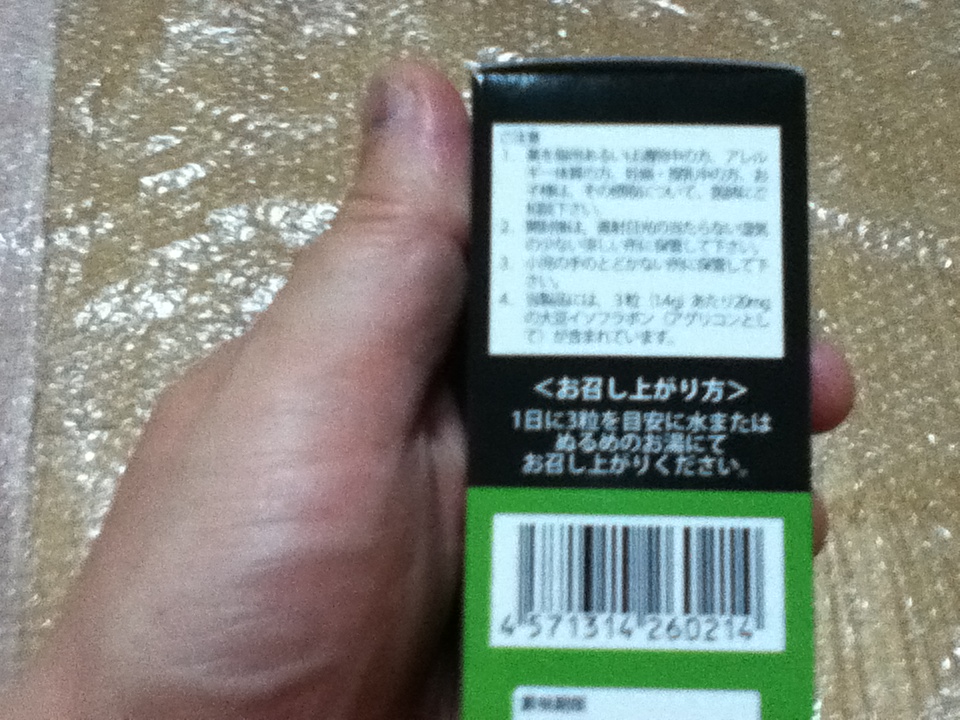 ご注意
1. 薬を服用あるいは通院中の方、アレル
ギー体質の方、妊娠・授乳中の方、お
子様は、その摂取について、医師にご
相談下さい。
2. 開封後は、直射日光の当たらない湿気
の少ない涼しい所に保管して下さい。
3. 小児の手のとどかない所に保管して下
さい。
4. 当製品には、3粒(1.4g)あたり20mg
の大豆イソフラボン(アグリコンとし
て)が含まれています。
<お召し上がり方>
1日に3粒を目安に水または
ぬるめのお湯にて
お召し上がりください。
4 571314 260214
賞味期限